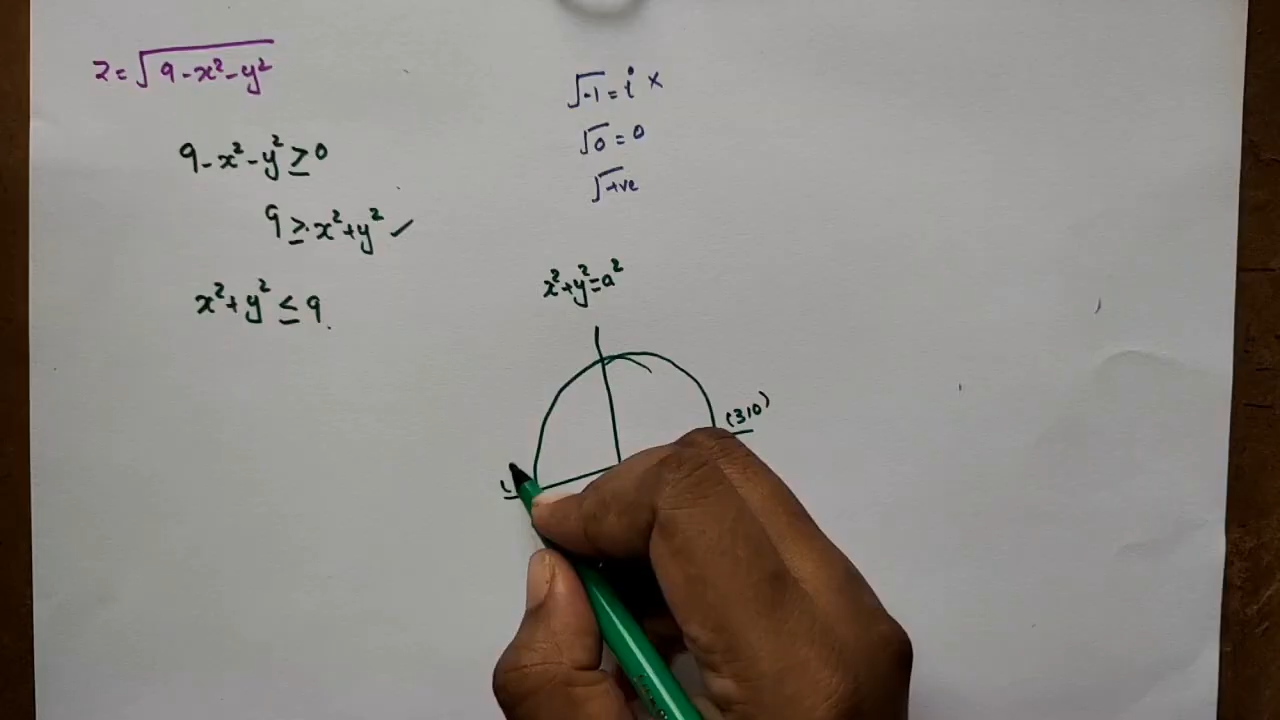 z = √9 - x² - y²
9 - x² - y² ≥ 0
9 ≥ x² + y² ✓
x² + y² ≤ 9.
√-1 = i ×
√0 = 0
√+ve
x² + y² = a²
(3,0)
(